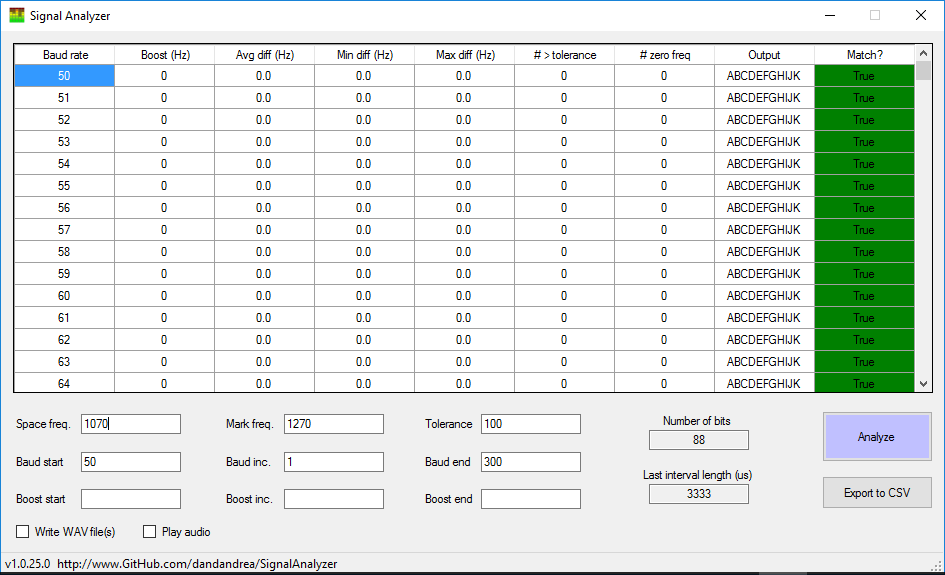 Signal Analyzer
Baud rate Boost (Hz) Avg diff (Hz) Min diff (Hz) Max diff (Hz) # > tolerance # zero freq Output Match?
50 0 0.0 0.0 0.0 0 0 ABCDEFGHIJK True
51 0 0.0 0.0 0.0 0 0 ABCDEFGHIJK True
52 0 0.0 0.0 0.0 0 0 ABCDEFGHIJK True
53 0 0.0 0.0 0.0 0 0 ABCDEFGHIJK True
54 0 0.0 0.0 0.0 0 0 ABCDEFGHIJK True
55 0 0.0 0.0 0.0 0 0 ABCDEFGHIJK True
56 0 0.0 0.0 0.0 0 0 ABCDEFGHIJK True
57 0 0.0 0.0 0.0 0 0 ABCDEFGHIJK True
58 0 0.0 0.0 0.0 0 0 ABCDEFGHIJK True
59 0 0.0 0.0 0.0 0 0 ABCDEFGHIJK True
60 0 0.0 0.0 0.0 0 0 ABCDEFGHIJK True
61 0 0.0 0.0 0.0 0 0 ABCDEFGHIJK True
62 0 0.0 0.0 0.0 0 0 ABCDEFGHIJK True
63 0 0.0 0.0 0.0 0 0 ABCDEFGHIJK True
64 0 0.0 0.0 0.0 0 0 ABCDEFGHIJK True
Space freq. 1070 Mark freq. 1270 Tolerance 100
Number of bits
88
Analyze
Baud start 50 Baud inc. 1 Baud end 300
Last interval length (us)
3333
Export to CSV
Boost start Boost inc. Boost end
Write WAV file(s) Play audio
v1.0.25.0 http://www.GitHub.com/dandandrea/SignalAnalyzer